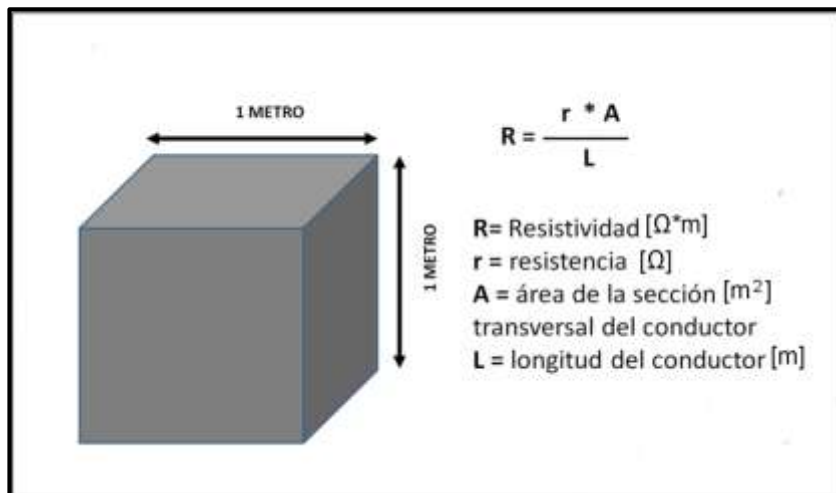 1 METRO
1 METRO
R = r * A
L
R= Resistividad [Ω*m]
r = resistencia [Ω]
A = área de la sección [m²]
transversal del conductor
L = longitud del conductor [m]